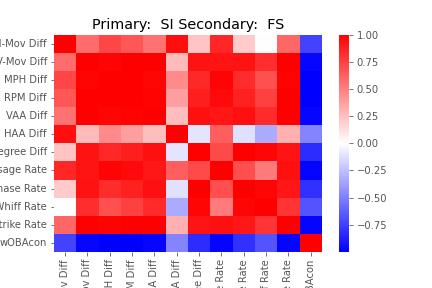 Primary:  SI Secondary:  FS
-Mov Diff
-Mov Diff
MPH Diff
RPM Diff
VAA Diff
HAA Diff
egree Diff
sage Rate
hase Rate
Whiff Rate
trike Rate
wOBAcon
v Diff
ov Diff
H Diff
M Diff
A Diff
A Diff
e Diff
e Rate
e Rate
ff Rate
e Rate
BAcon
1.00
0.75
0.50
0.25
0.00
−0.25
−0.50
−0.75